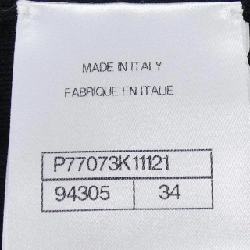 MADE IN ITALY
FABRIQUE EN ITALIE
P77073K11121
94305 34